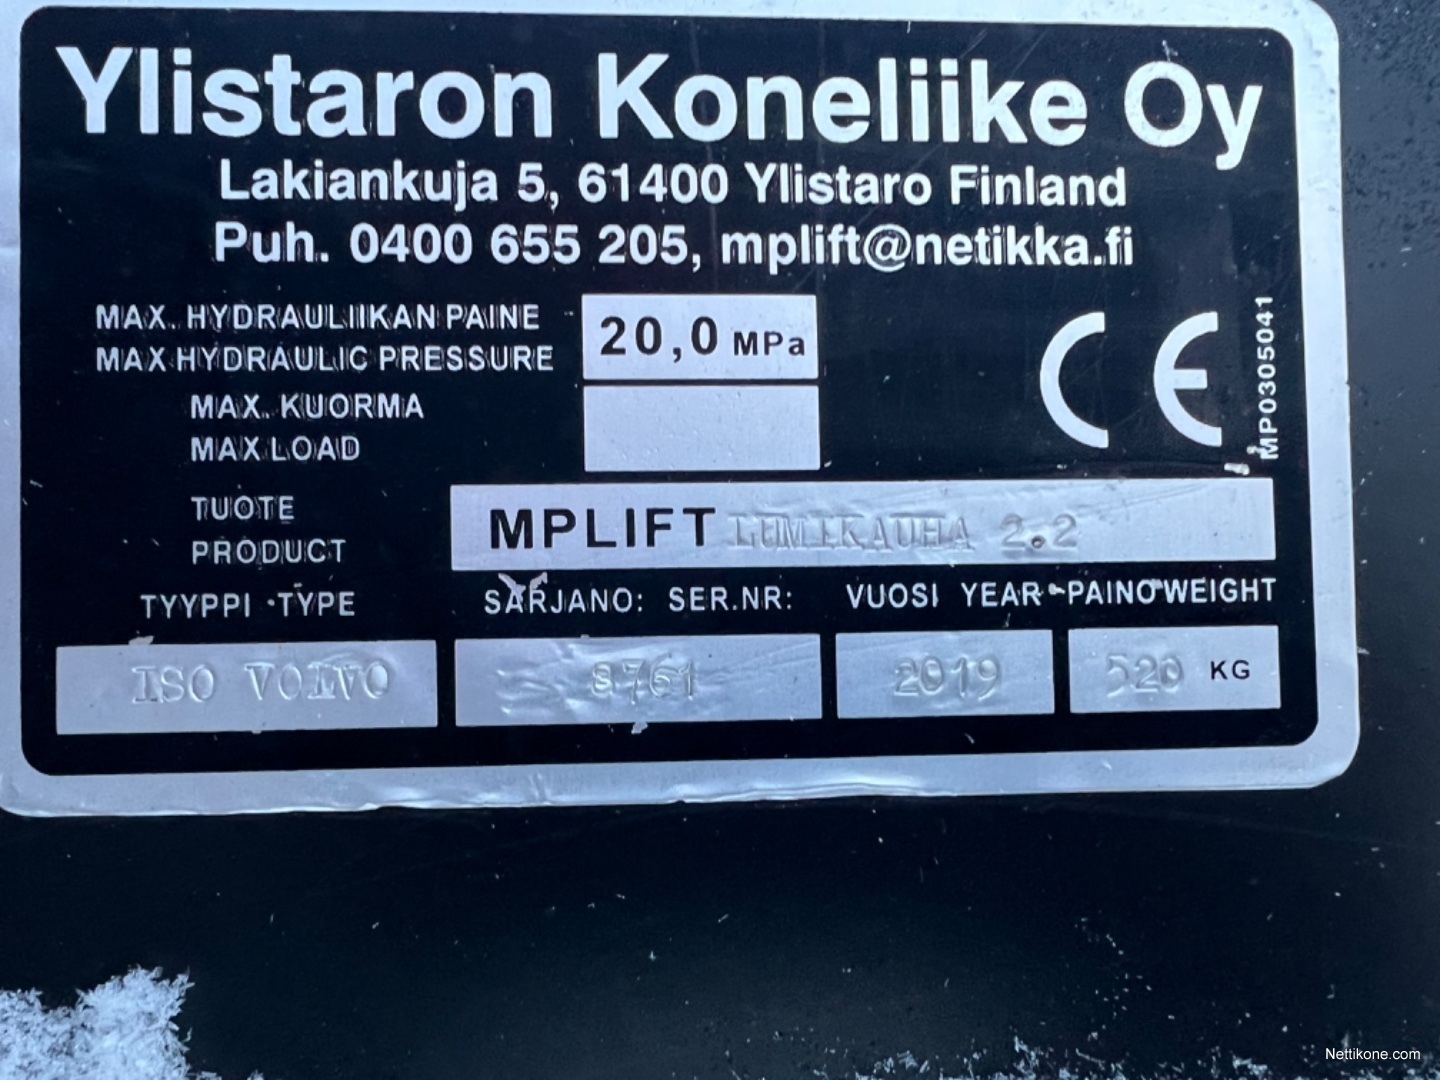 Ylistaron Koneliike Oy
Lakiankuja 5, 61400 Ylistaro Finland
Puh. 0400 655 205, mplift@netikka.fi
MAX. HYDRAULIIKAN PAINE
MAX HYDRAULIC PRESSURE
20,0 MPa
MAX. KUORMA
MAX LOAD
CE
MP0305041
TUOTE
PRODUCT
MPLIFT LUMIKAUHA 2.2
TYYPPI - TYPE
SARJANO: SER.NR:
VUOSI YEAR
PAINO WEIGHT
ISO VOLVO
8761
2019
520 KG
Nettikone.com